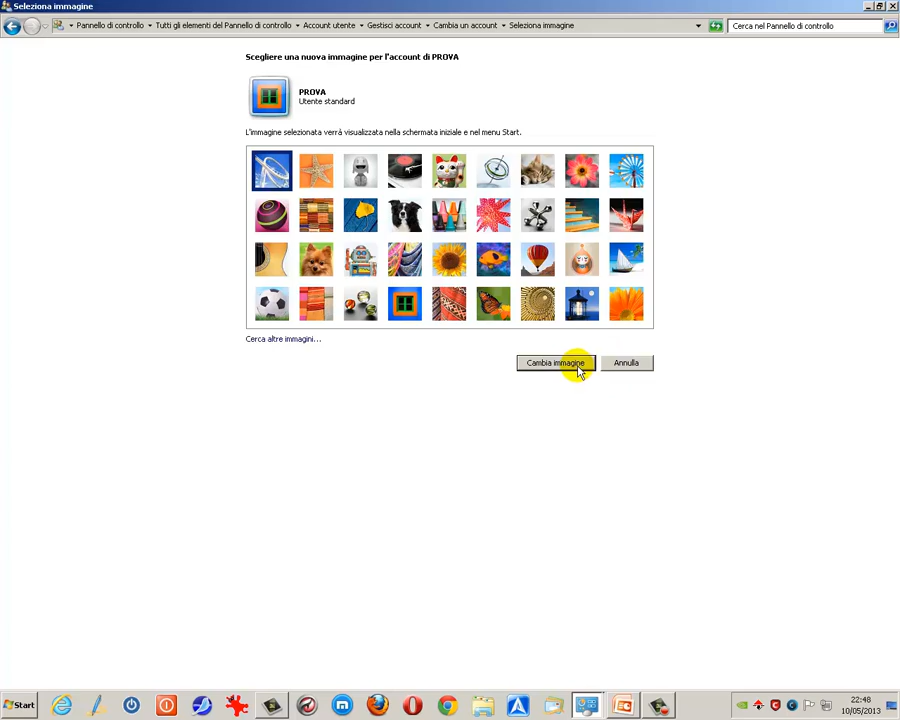 Seleziona immagine
Pannello di controllo Tutti gli elementi del Pannello di controllo Account utente Gestisci account Cambia un account Seleziona immagine
Cerca nel Pannello di controllo
Scegliere una nuova immagine per l'account di PROVA
PROVA
Utente standard
L'immagine selezionata verrà visualizzata nella schermata iniziale e nel menu Start.
Cerca altre immagini...
Cambia immagine Annulla
Start
22:48
10/05/2013